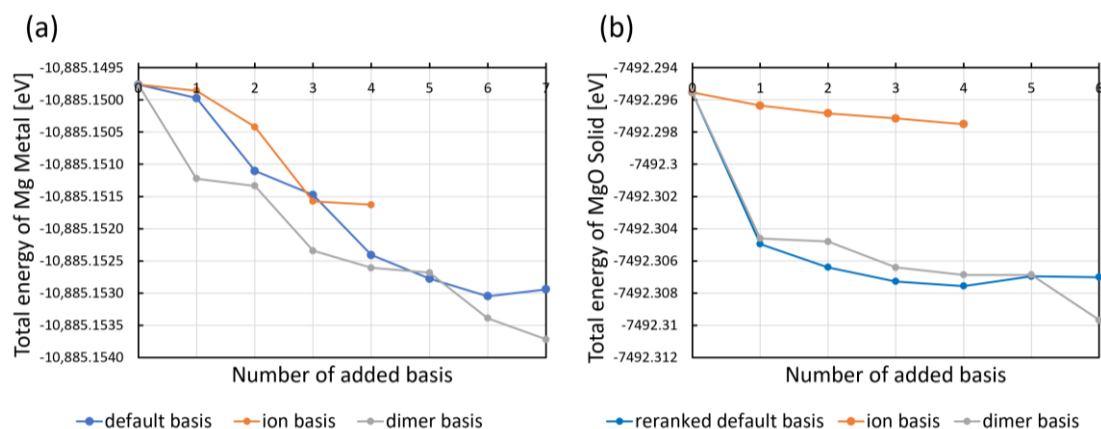 (a)
Total energy of Mg Metal [eV]
-10,885.1495
-10,885.1500
-10,885.1505
-10,885.1510
-10,885.1515
-10,885.1520
-10,885.1525
-10,885.1530
-10,885.1535
-10,885.1540
0 1 2 3 4 5 6 7
Number of added basis
default basis ion basis dimer basis
(b)
Total energy of MgO Solid [eV]
-7492.294
-7492.296
-7492.298
-7492.3
-7492.302
-7492.304
-7492.306
-7492.308
-7492.31
-7492.312
0 1 2 3 4 5 6
Number of added basis
reranked default basis ion basis dimer basis